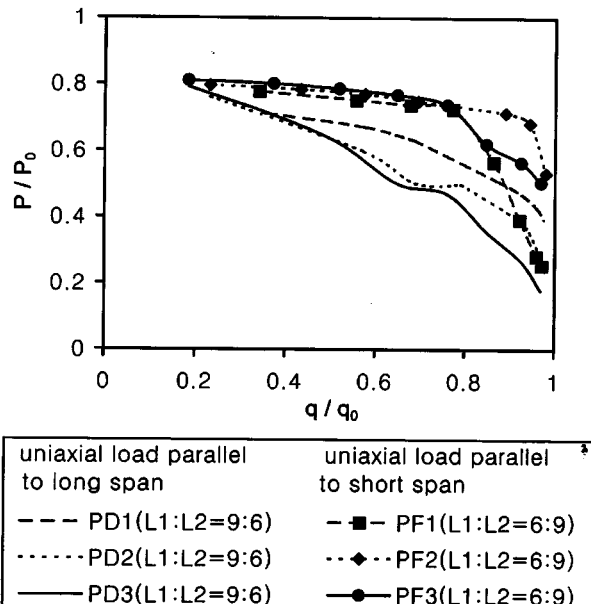 1
0.8
0.6
0.4
0.2
0
P / P₀
0 0.2 0.4 0.6 0.8 1
q / q₀
uniaxial load parallel
to long span
PD1(L1:L2=9:6)
PD2(L1:L2=9:6)
PD3(L1:L2=9:6)
uniaxial load parallel
to short span
PF1(L1:L2=6:9)
PF2(L1:L2=6:9)
PF3(L1:L2=6:9)